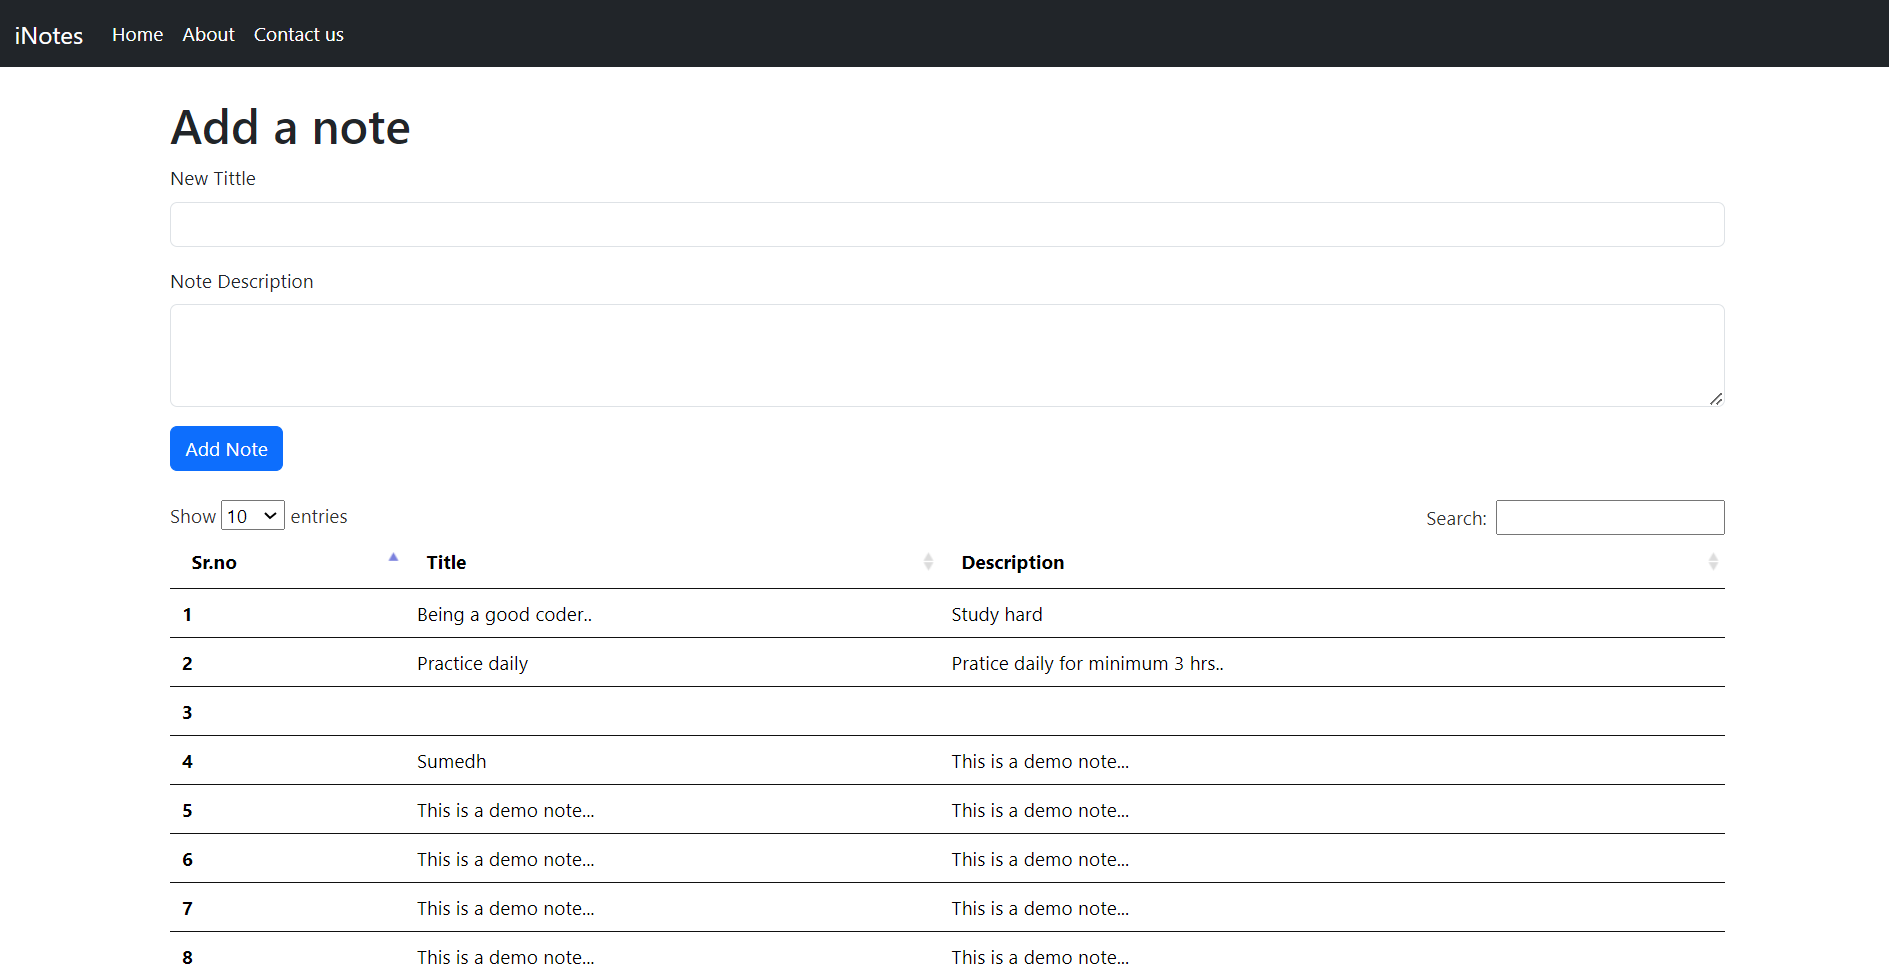 iNotes Home About Contact us
Add a note
New Tittle
Note Description
Add Note
Show 10 entries Search:
Sr.no Title Description
1 Being a good coder.. Study hard
2 Practice daily Pratice daily for minimum 3 hrs..
3
4 Sumedh This is a demo note...
5 This is a demo note... This is a demo note...
6 This is a demo note... This is a demo note...
7 This is a demo note... This is a demo note...
8 This is a demo note... This is a demo note...